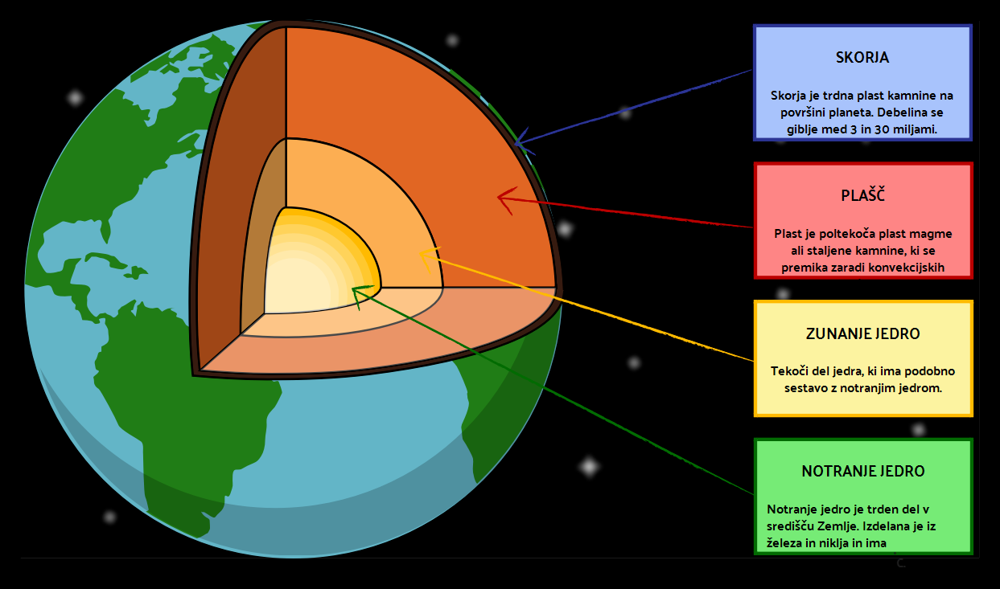 SKORJA
Skorja je trdna plast kamnine na
površini planeta. Debelina se
giblje med 3 in 30 miljami.
PLAŠČ
Plast je poltekoča plast magme
ali staljene kamnine, ki se
premika zaradi konvekcijskih
ZUNANJE JEDRO
Tekoči del jedra, ki ima podobno
sestavo z notranjim jedrom.
NOTRANJE JEDRO
Notranje jedro je trden del v
središču Zemlje. Izdelana je iz
železa in niklja in ima